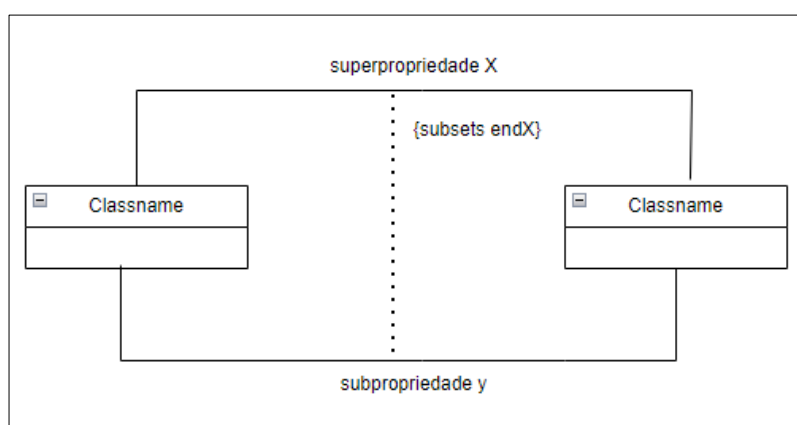 superpropriedade X
{subsets endX}
Classname
Classname
subpropriedade y